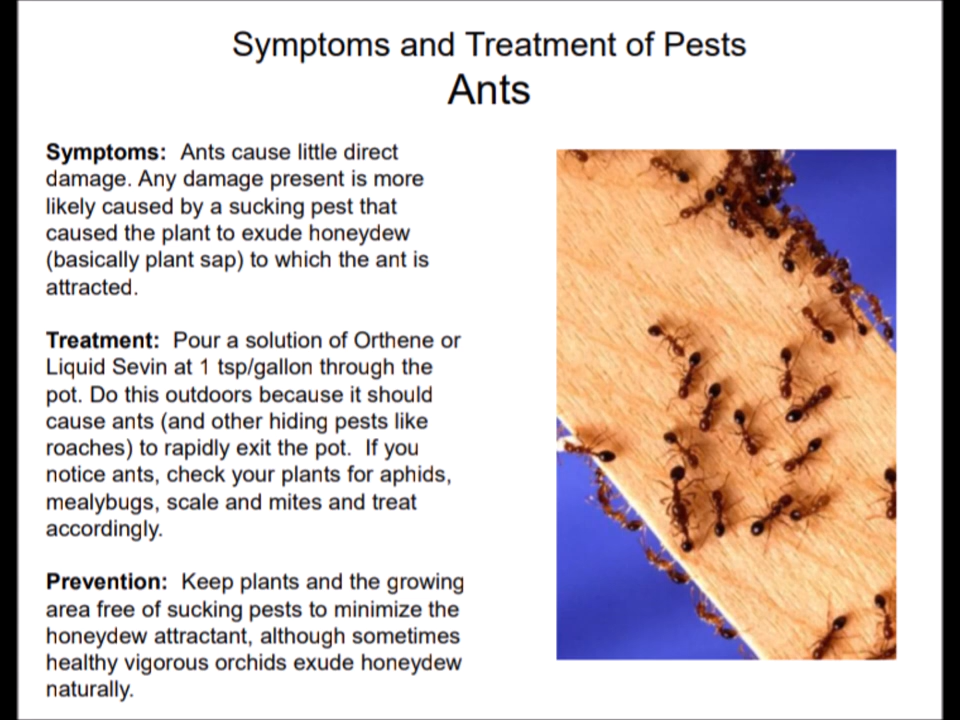 Symptoms and Treatment of Pests
Ants
Symptoms: Ants cause little direct
damage. Any damage present is more
likely caused by a sucking pest that
caused the plant to exude honeydew
(basically plant sap) to which the ant is
attracted.
Treatment: Pour a solution of Orthene or
Liquid Sevin at 1 tsp/gallon through the
pot. Do this outdoors because it should
cause ants (and other hiding pests like
roaches) to rapidly exit the pot. If you
notice ants, check your plants for aphids,
mealybugs, scale and mites and treat
accordingly.
Prevention: Keep plants and the growing
area free of sucking pests to minimize the
honeydew attractant, although sometimes
healthy vigorous orchids exude honeydew
naturally.